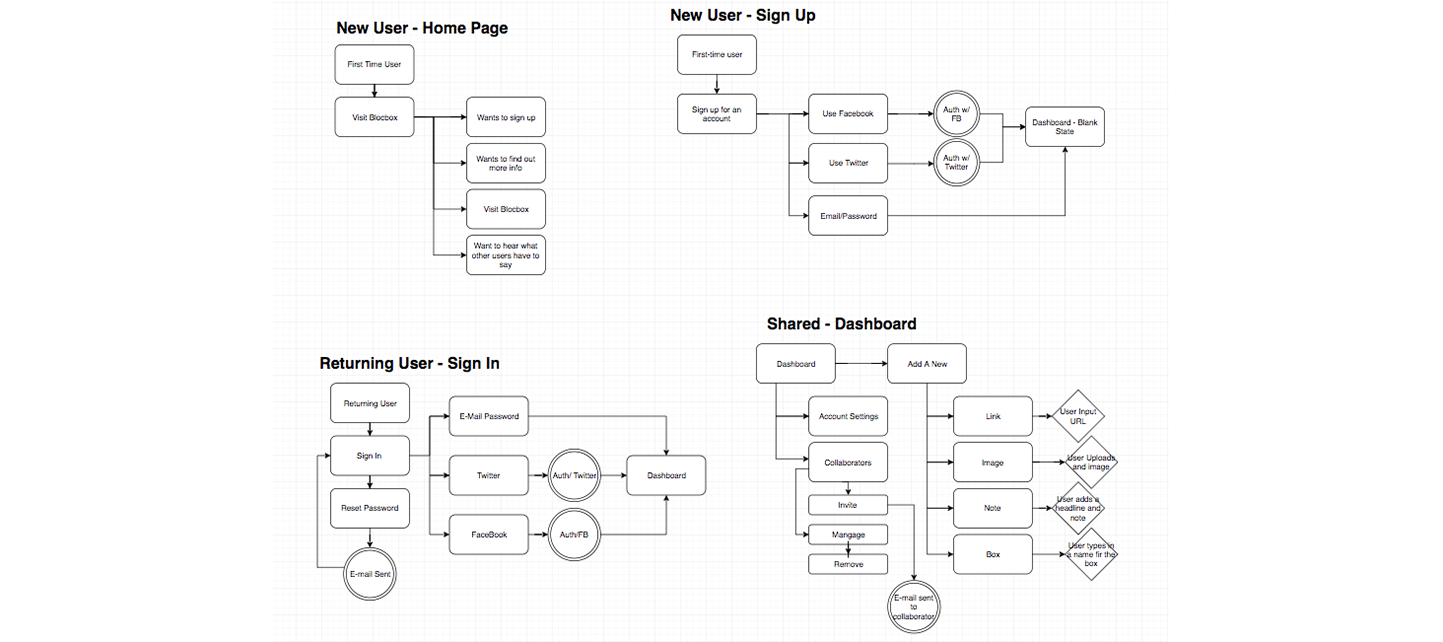 New User - Home Page
First Time User
Visit Blocbox
Wants to sign up
Wants to find out
more info
Visit Blocbox
Want to hear what
other users have to
say
New User - Sign Up
First-time user
Sign up for an
account
Use Facebook
Auth w/
FB
Dashboard - Blank
State
Use Twitter
Auth w/
Twitter
Email/Password
Returning User - Sign In
Returning User
Sign In
Reset Password
E-mail Sent
E-Mail Password
Twitter
Auth/ Twitter
Dashboard
FaceBook
Auth/FB
Shared - Dashboard
Dashboard
Add A New
Account Settings
Collaborators
Invite
Mangage
Remove
E-mail sent
to
collaborator
Link
User Input
URL
Image
User Uploads
and image
Note
User adds a
headline and
note
Box
User types in
a name fir the
box